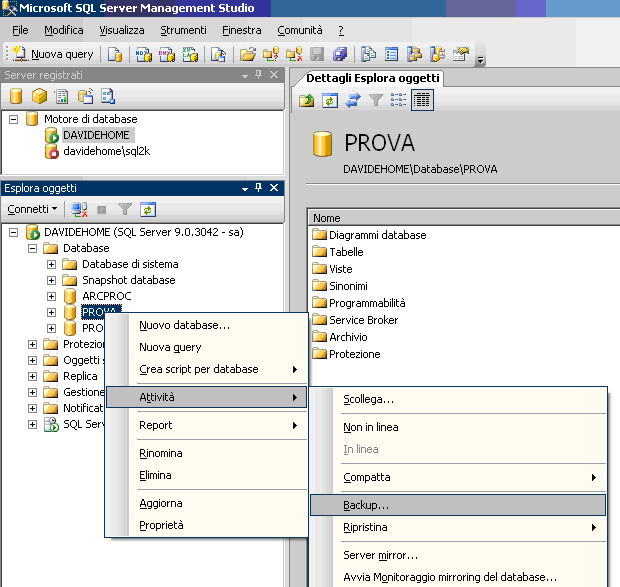 Microsoft SQL Server Management Studio
File Modifica Visualizza Strumenti Finestra Comunità ?
Nuova query
Server registrati
Motore di database
DAVIDEHOME
davidehome\sql2k
Esplora oggetti
Connetti
DAVIDEHOME (SQL Server 9.0.3042 - sa)
Database
Database di sistema
Snapshot database
ARCPROC
PROVA
PRO
Protezio
Oggetti s
Replica
Gestione
Notificat
SQL Serv
Nuovo database...
Nuova query
Crea script per database
Attività
Report
Rinomina
Elimina
Aggiorna
Proprietà
Dettagli Esplora oggetti
PROVA
DAVIDEHOME\Database\PROVA
Nome
Diagrammi database
Tabelle
Viste
Sinonimi
Programmabilità
Service Broker
Archivio
Protezione
Scollega...
Non in linea
In linea
Compatta
Backup...
Ripristina
Server mirror...
Avvia Monitoraggio mirroring del database...